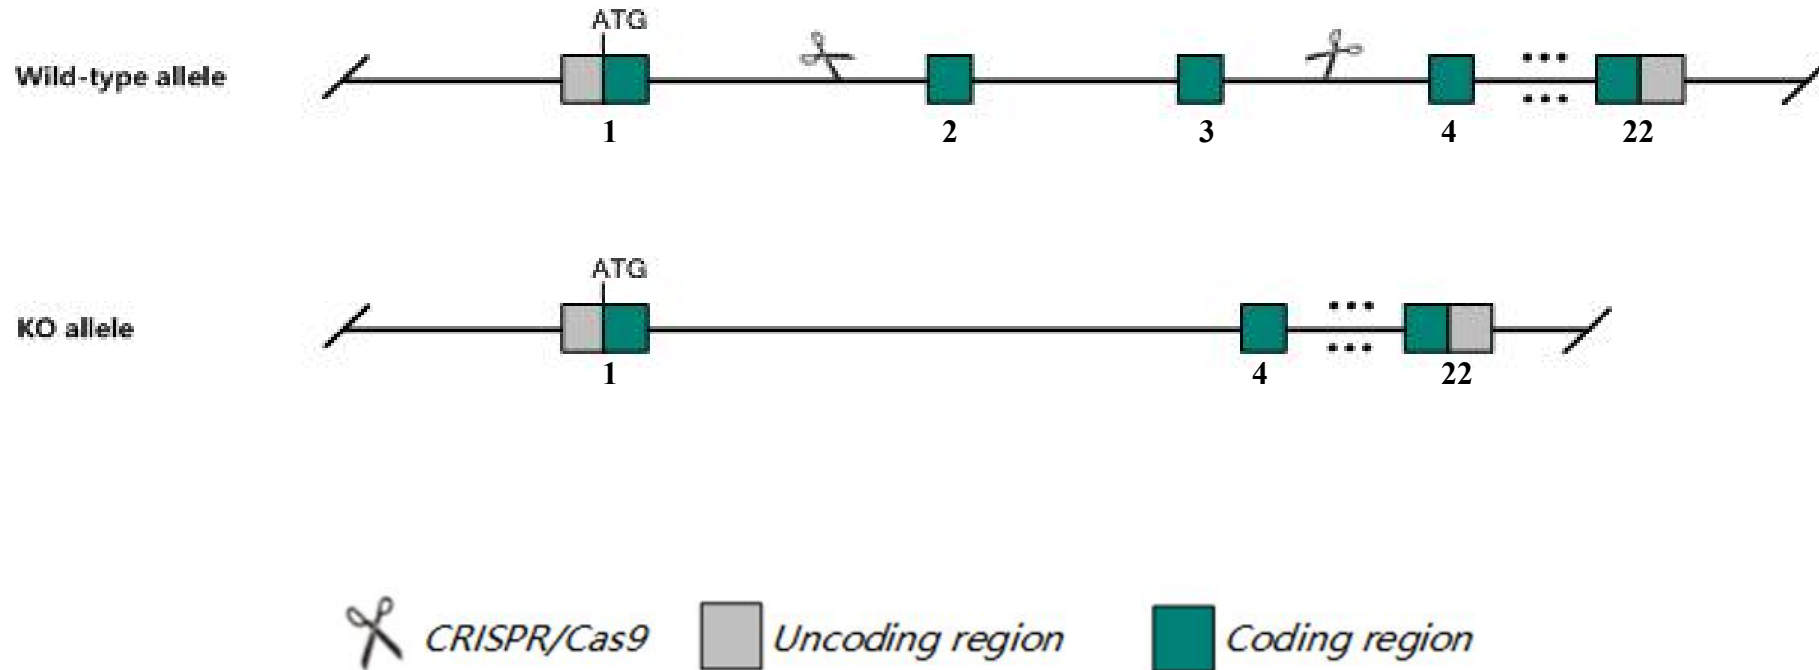 ATG
Wild-type allele
1 2 3 4 22
ATG
KO allele
1 4 22
CRISPR/Cas9 Uncoding region Coding region